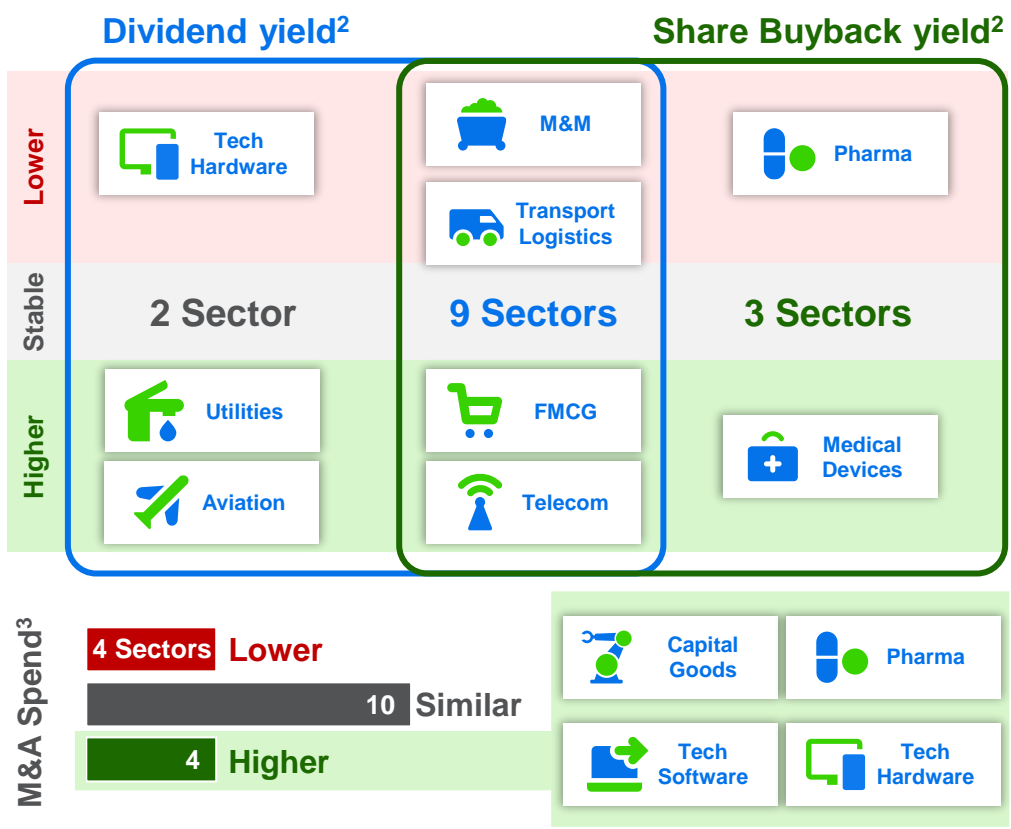 Dividend yield2
Share Buyback yield2
Lower
Tech
Hardware
M&M
Transport
Logistics
Pharma
Stable
2 Sector
9 Sectors
3 Sectors
Higher
Utilities
Aviation
FMCG
Telecom
Medical
Devices
M&A Spend3
4 Sectors Lower
10 Similar
4 Higher
Capital
Goods
Pharma
Tech
Software
Tech
Hardware